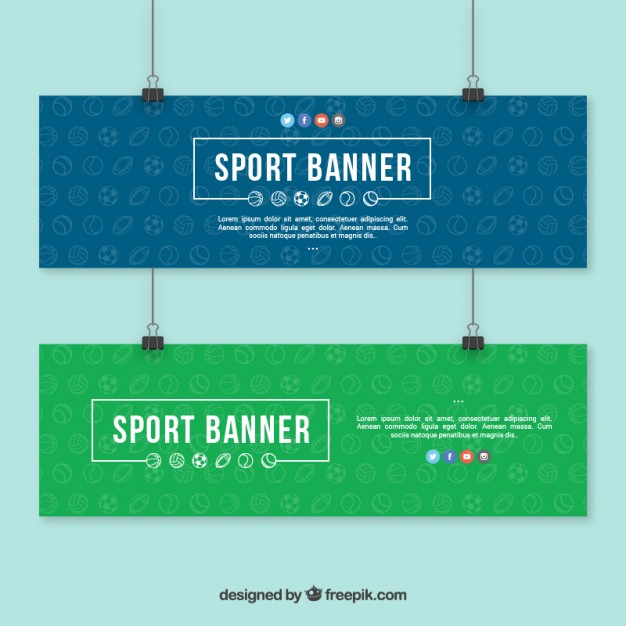 SPORT BANNER
Lorem ipsum dolor sit amet, consectetuer adipiscing elit.
Aenean commodo ligula eget dolor. Aenean massa. Cum
sociis natoque penatibus et magnis dis..
...
SPORT BANNER
...
Lorem ipsum dolor sit amet, consectetuer adipiscing
elit. Aenean commodo ligula eget dolor. Aenean
massa. Cum sociis natoque penatibus et magnis dis..
designed by freepik.com